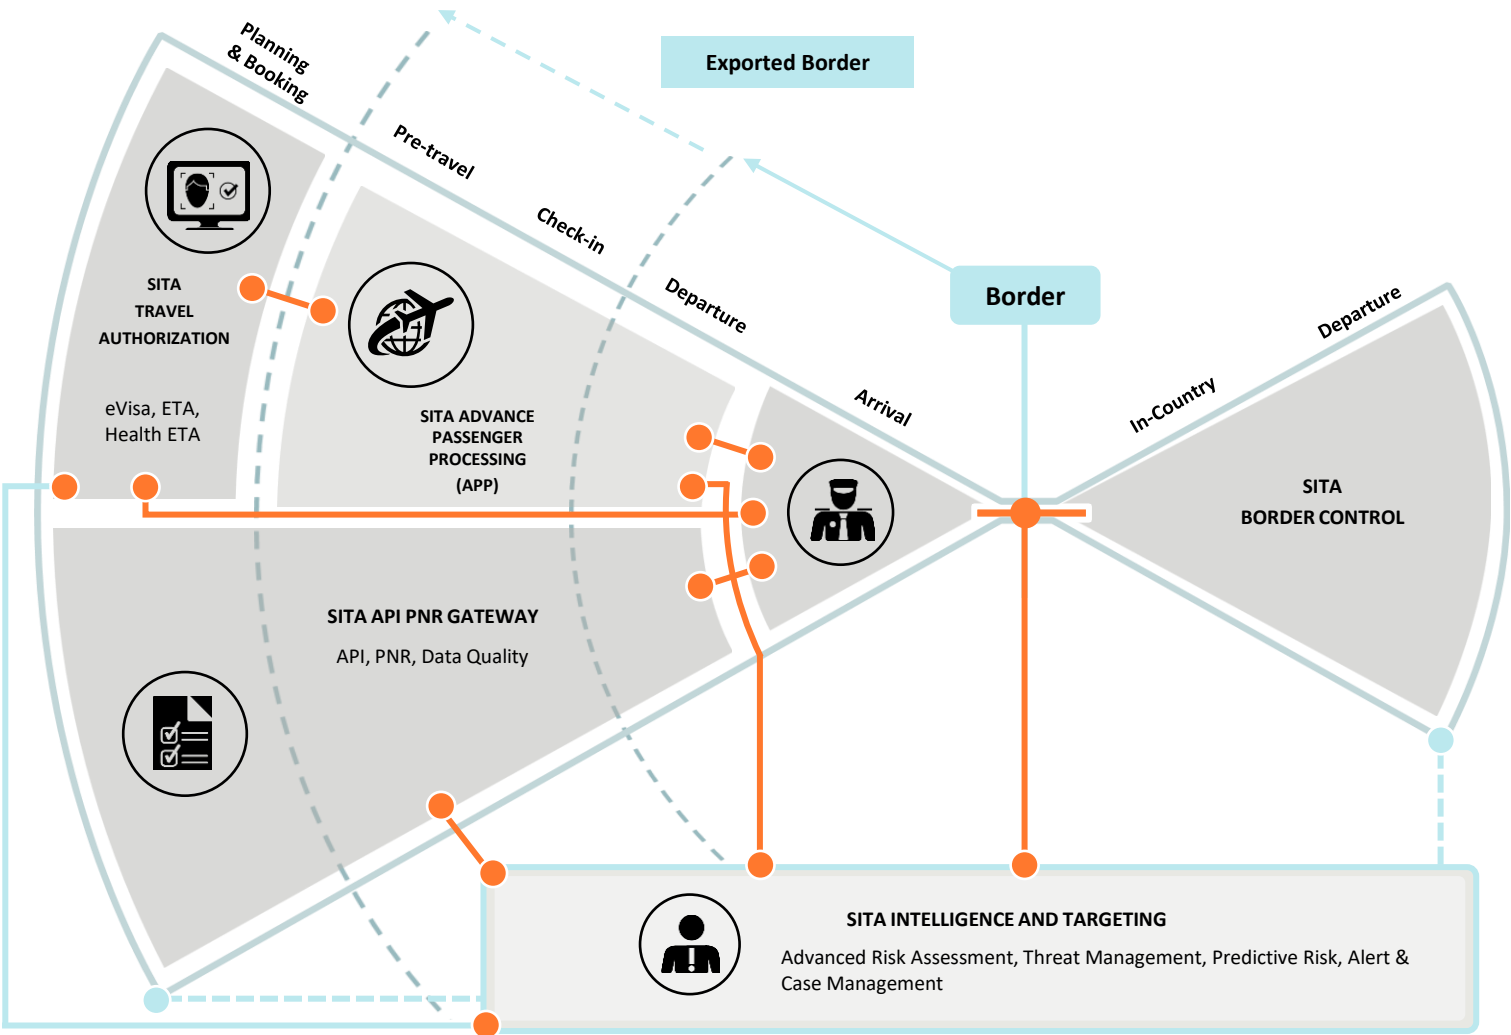 Planning
& Booking
Exported Border
Pre-travel
Check-in
Departure
Border
Arrival
In-Country
Departure
SITA
TRAVEL
AUTHORIZATION
eVisa, ETA,
Health ETA
SITA ADVANCE
PASSENGER
PROCESSING
(APP)
SITA
BORDER CONTROL
SITA API PNR GATEWAY
API, PNR, Data Quality
SITA INTELLIGENCE AND TARGETING
Advanced Risk Assessment, Threat Management, Predictive Risk, Alert &
Case Management